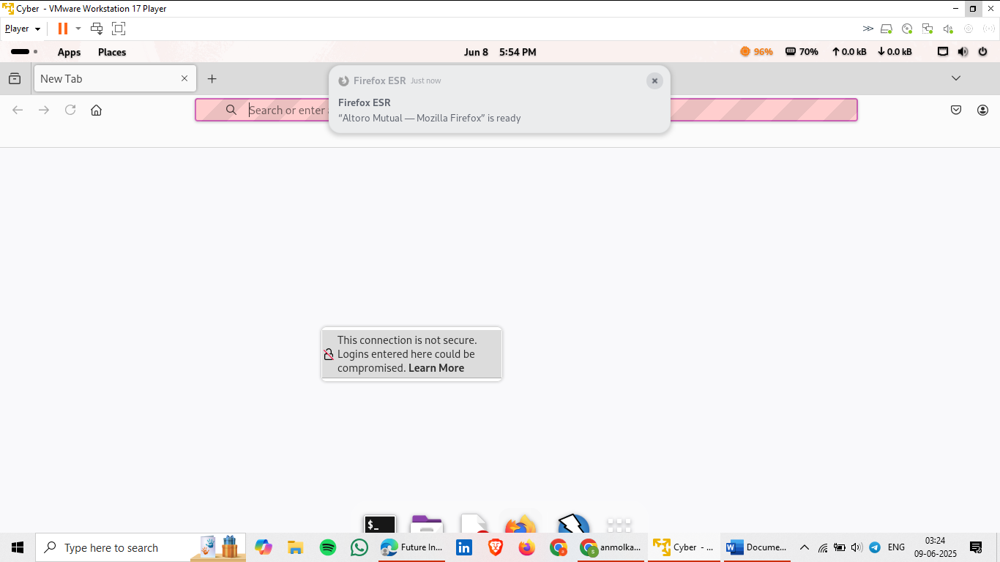 Cyber - VMware Workstation 17 Player
Player
Apps Places Jun 8 5:54 PM 96% 70% 0.0 kB 0.0 kB
New Tab
Firefox ESR Just now
Firefox ESR
"Altoro Mutual — Mozilla Firefox" is ready
Search or enter
This connection is not secure.
Logins entered here could be
compromised. Learn More
$_
Type here to search
Future In...
in
anmolka...
S
Cyber - ...
W
Docume...
ENG
03:24
09-06-2025